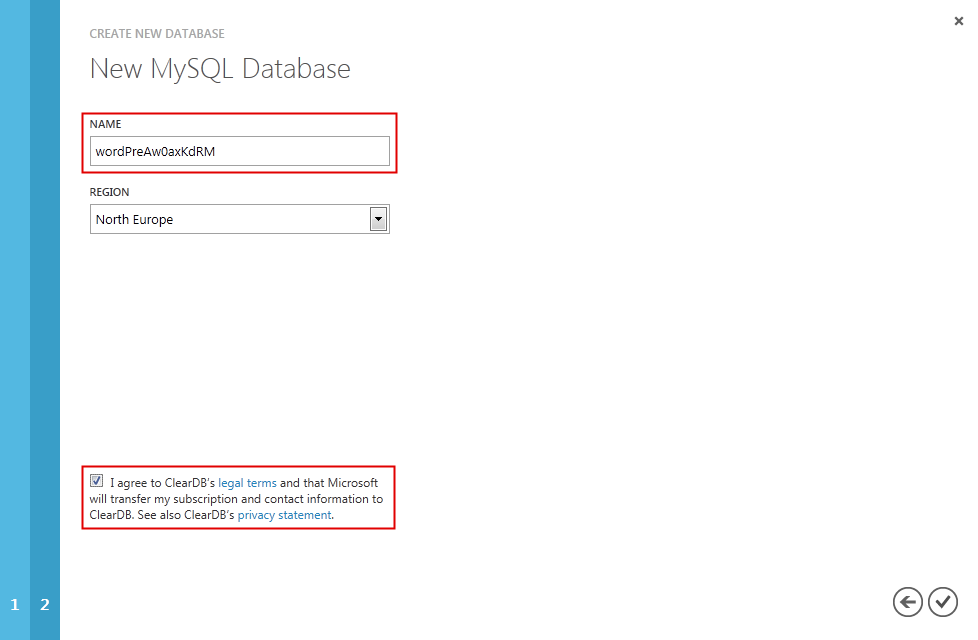 CREATE NEW DATABASE
New MySQL Database
NAME
wordPreAw0axKdRM
REGION
North Europe
I agree to ClearDB's legal terms and that Microsoft
will transfer my subscription and contact information to
ClearDB. See also ClearDB's privacy statement.
1 2